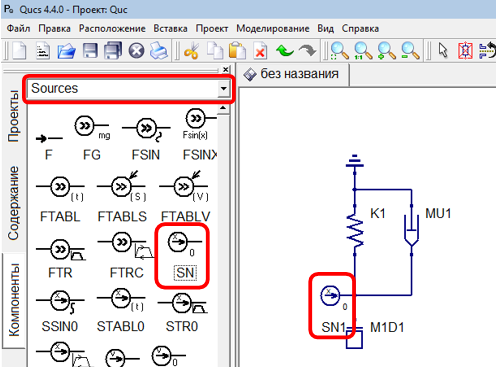 Qucs 4.4.0 - Проект: Quc
Файл Правка Расположение Вставка Проект Моделирование Вид Справка
Sources
без названия
Проекты
Содержание
Компоненты
mg
Fsin(x)
F FG FSIN FSINX
(t) (S) (V)
FTABL FTABLS FTABLV
x
0
FTR FTRC SN
x x x
(t)
SSIN0 STABL0 STR0
x v v
0
K1 MU1
x
0
SN1 M1D1